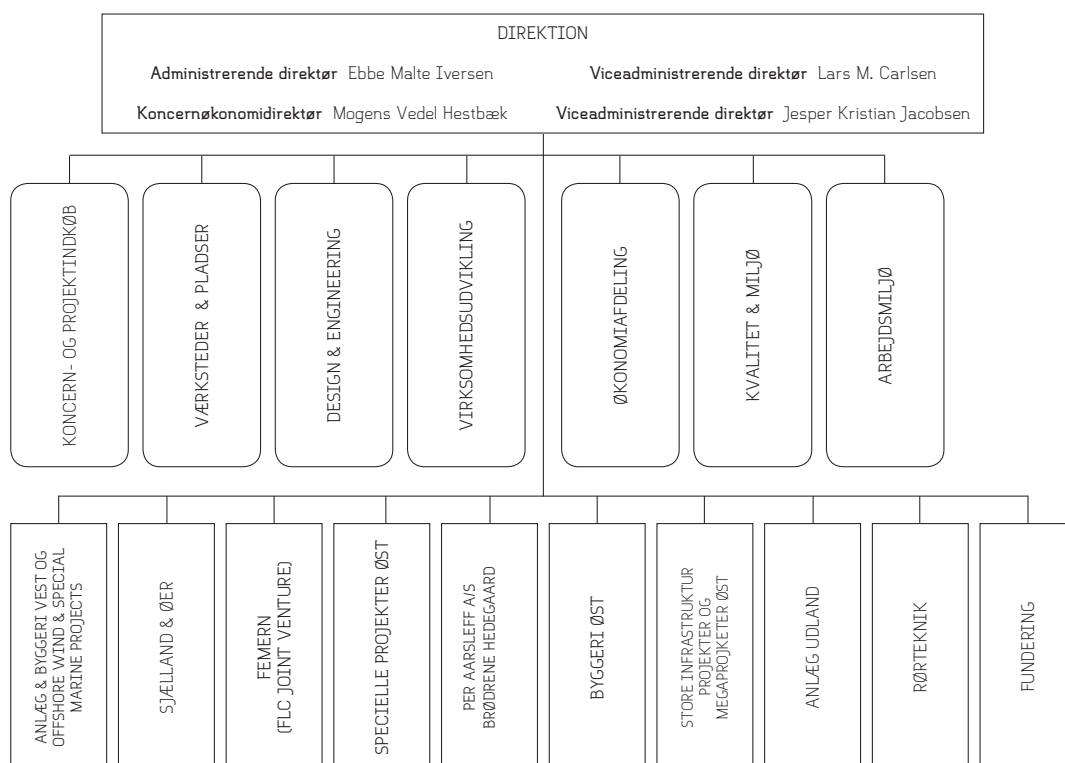 DIREKTION
Administrerende direktør Ebbe Malte Iversen
Viceadministrerende direktør Lars M. Carlsen
Koncernøkonomidirektør Mogens Vedel Hestbæk
Viceadministrerende direktør Jesper Kristian Jacobsen
KONCERN- OG PROJEKTINDKØB
VÆRKSTEDER & PLADSER
DESIGN & ENGINEERING
VIRKSOMHEDSUDVIKLING
ØKONOMIAFDELING
KVALITET & MILJØ
ARBEJDSMILJØ
ANLÆG & BYGGERI VEST OG
OFFSHORE WIND & SPECIAL
MARINE PROJECTS
SJÆLLAND & ØER
FEMERN
(FLC JOINT VENTURE)
SPECIELLE PROJEKTER ØST
PER AARSLEFF A/S
BRØDRENE HEDEGAARD
BYGGERI ØST
STORE INFRASTRUKTUR
PROJEKTER OG
MEGAPROJKETER ØST
ANLÆG UDLAND
RØRTEKNIK
FUNDERING